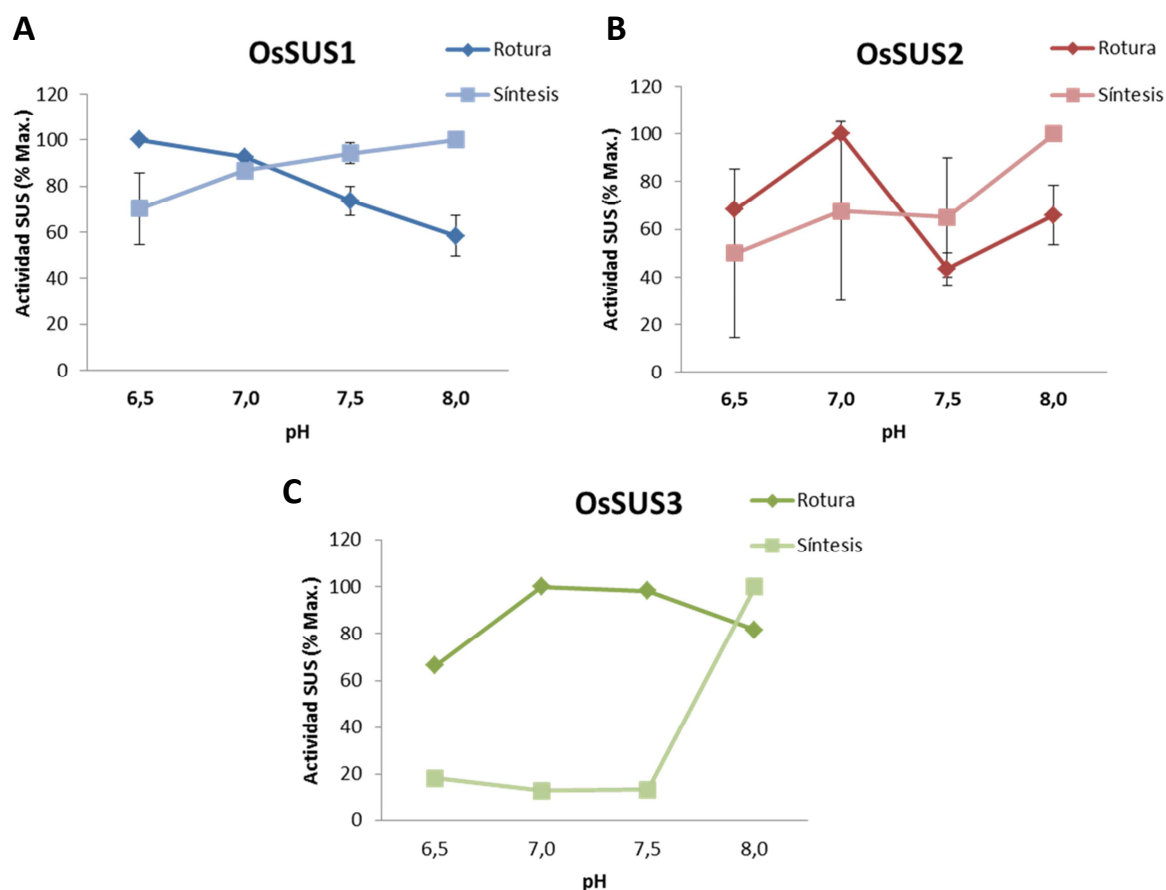 A
OsSUS1
Rotura
Síntesis
Actividad SUS (% Max.)
120
100
80
60
40
20
0
6,5 7,0 7,5 8,0
pH
B
OsSUS2
Rotura
Síntesis
Actividad SUS (% Max.)
120
100
80
60
40
20
0
6,5 7,0 7,5 8,0
pH
C
OsSUS3
Rotura
Síntesis
Actividad SUS (% Max.)
120
100
80
60
40
20
0
6,5 7,0 7,5 8,0
pH